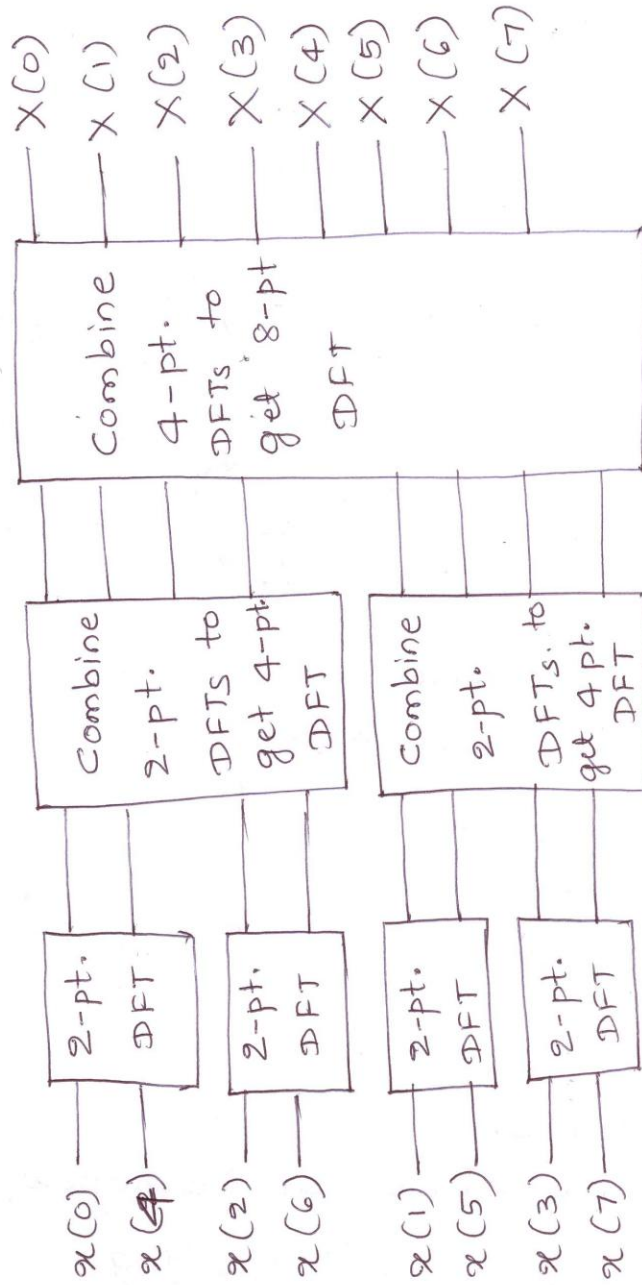 x(0)
x(4)
x(2)
x(6)
x(1)
x(5)
x(3)
x(7)
2-pt.
DFT
2-pt.
DFT
2-pt.
DFT
2-pt.
DFT
Combine
2-pt.
DFTs to
get 4-pt.
DFT
Combine
2-pt.
DFTs. to
get 4 pt.
DFT
Combine
4-pt.
DFTs. to
get 8-pt
DFT
X(0)
X(1)
X(2)
X(3)
X(4)
X(5)
X(6)
X(7)